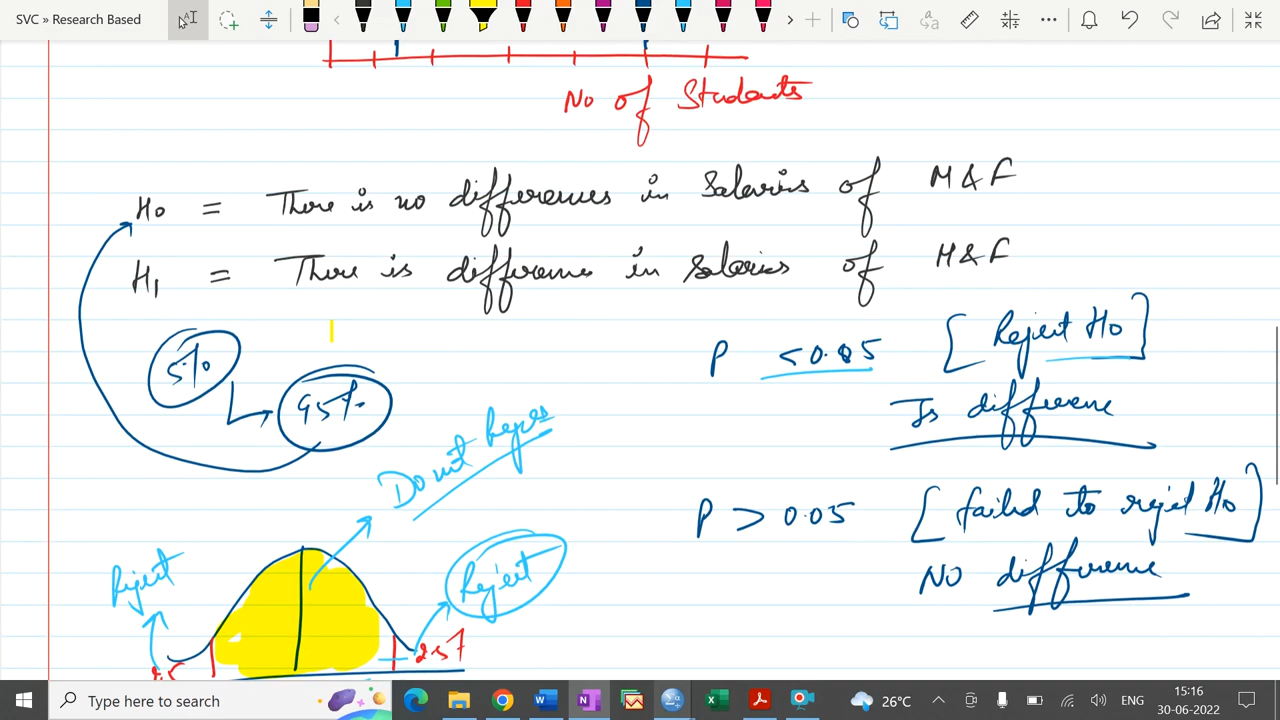 SVC » Research Based
No of Students
H0 = There is no differences in Salaries of M&F
H1 = There is difference in Salaries of M&F
5%
95%
P <0.05 [Reject H0]
Is difference
Do not
P > 0.05 [failed to reject H0]
No difference
Reject
Reject
Type here to search
26°C
ENG
15:16
30-06-2022